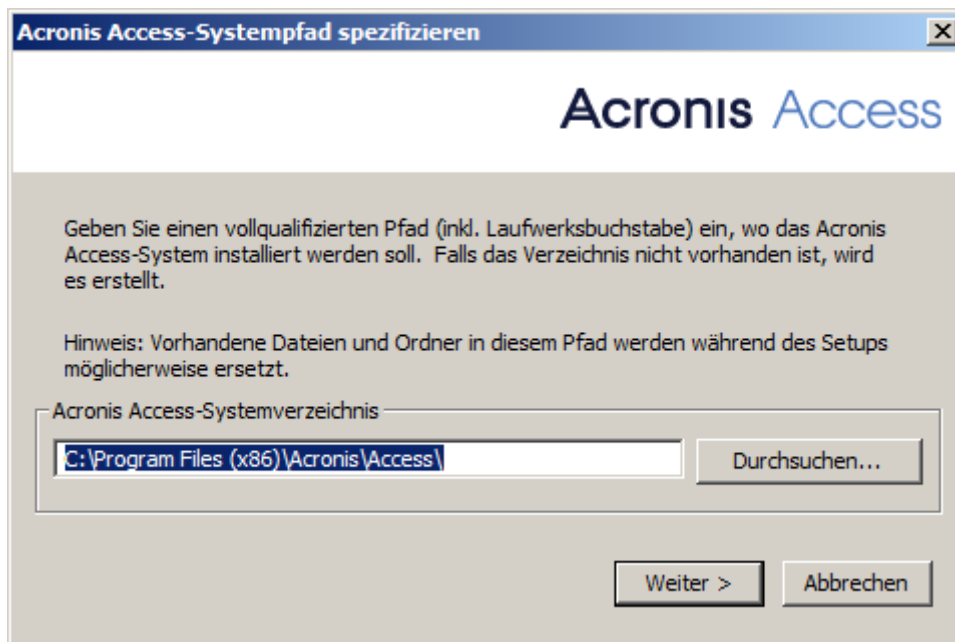 Acronis Access-Systempfad spezifizieren
Acronis Access
Geben Sie einen vollqualifizierten Pfad (inkl. Laufwerksbuchstabe) ein, wo das Acronis
Access-System installiert werden soll.  Falls das Verzeichnis nicht vorhanden ist, wird
es erstellt.
Hinweis: Vorhandene Dateien und Ordner in diesem Pfad werden während des Setups
möglicherweise ersetzt.
Acronis Access-Systemverzeichnis
C:\Program Files (x86)\Acronis\Access\
Durchsuchen...
Weiter >
Abbrechen